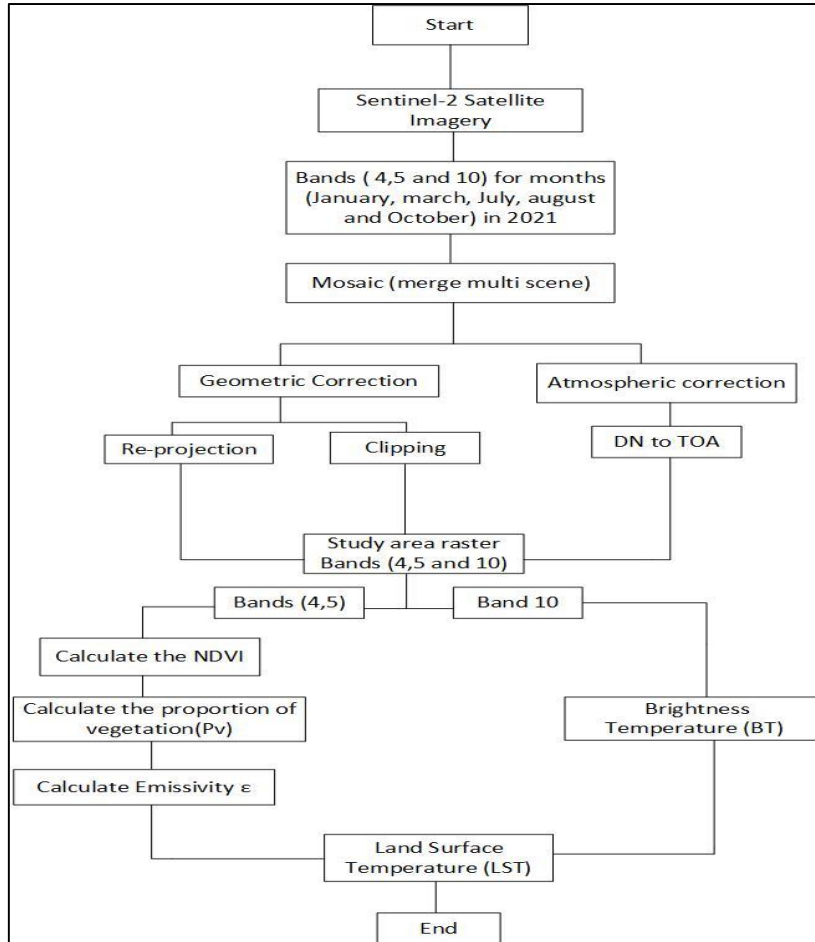 Start
Sentinel-2 Satellite
Imagery
Bands ( 4,5 and 10) for months
(January, march, July, august
and October) in 2021
Mosaic (merge multi scene)
Geometric Correction
Atmospheric correction
Re-projection
Clipping
DN to TOA
Study area raster
Bands (4,5 and 10)
Bands (4,5)
Band 10
Calculate the NDVI
Calculate the proportion of
vegetation(Pv)
Brightness
Temperature (BT)
Calculate Emissivity ε
Land Surface
Temperature (LST)
End